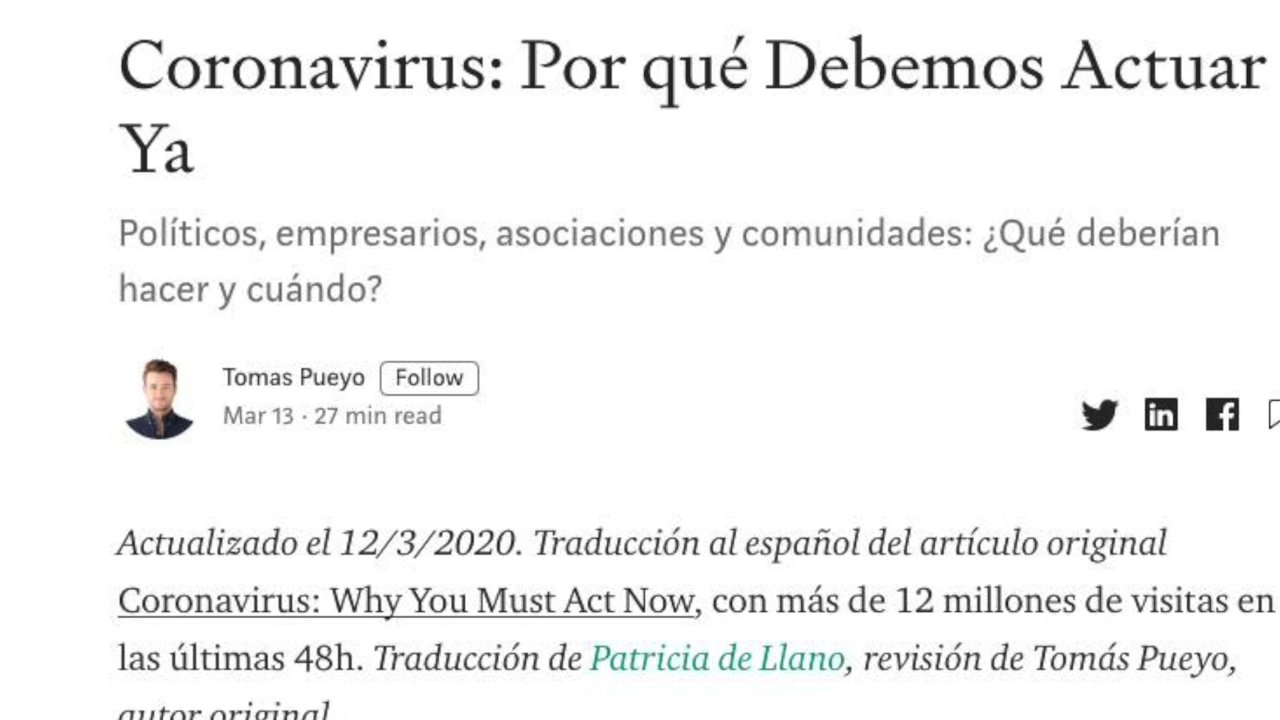 Coronavirus: Por qué Debemos Actuar
Ya
Políticos, empresarios, asociaciones y comunidades: ¿Qué deberían
hacer y cuándo?
Tomas Pueyo Follow
Mar 13 · 27 min read
Actualizado el 12/3/2020. Traducción al español del artículo original
Coronavirus: Why You Must Act Now, con más de 12 millones de visitas en
las últimas 48h. Traducción de Patricia de Llano, revisión de Tomás Pueyo,
autor original